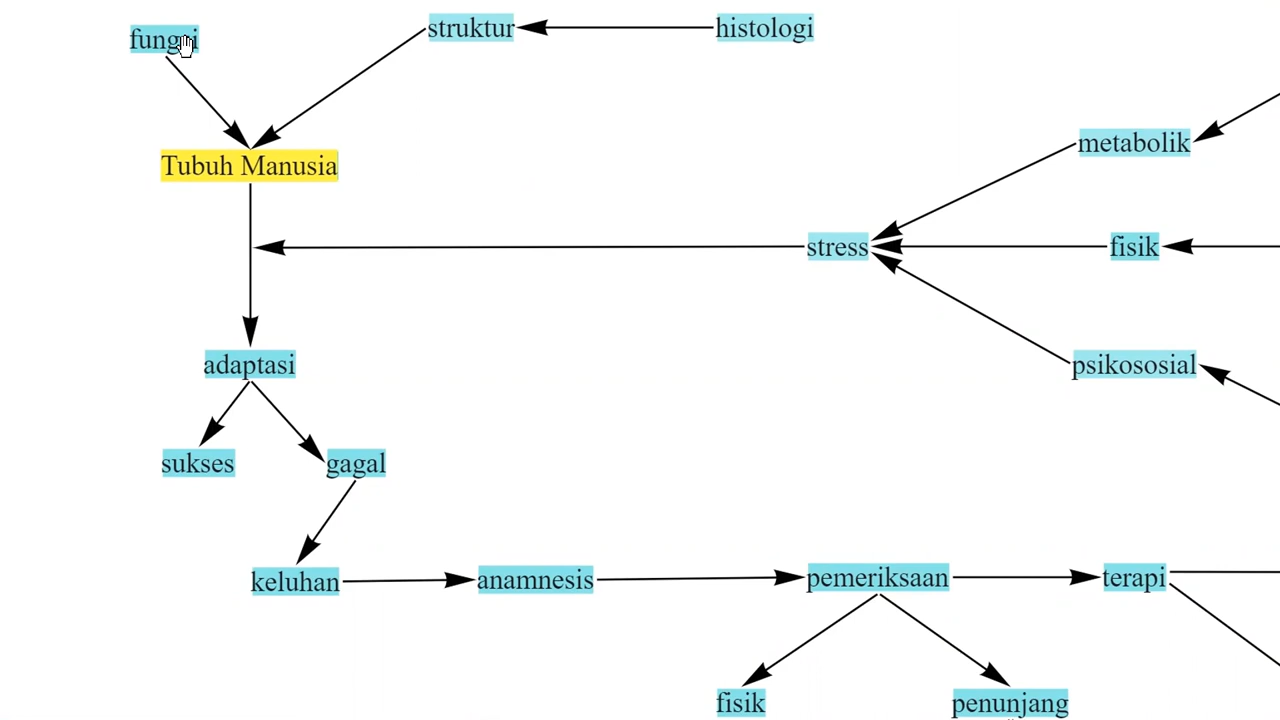 fungsi
struktur
histologi
Tubuh Manusia
metabolik
stress
fisik
adaptasi
psikososial
sukses
gagal
keluhan
anamnesis
pemeriksaan
terapi
fisik
penunjang